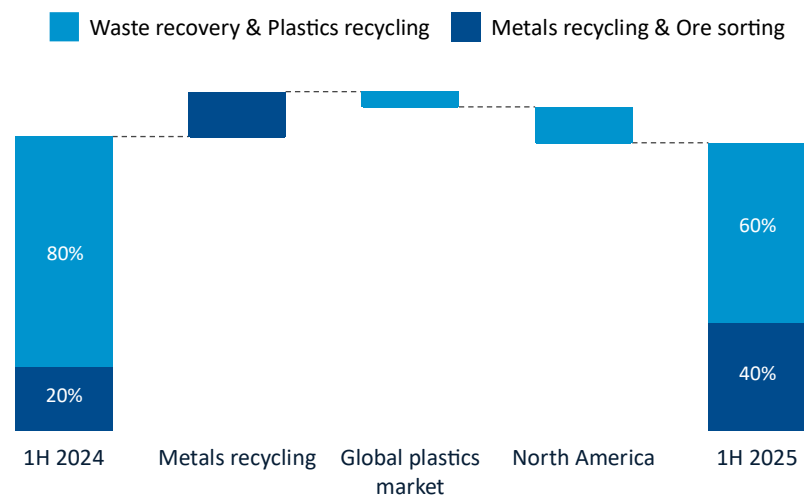 Waste recovery & Plastics recycling
Metals recycling & Ore sorting
80%
20%
60%
40%
1H 2024
Metals recycling
Global plastics
market
North America
1H 2025